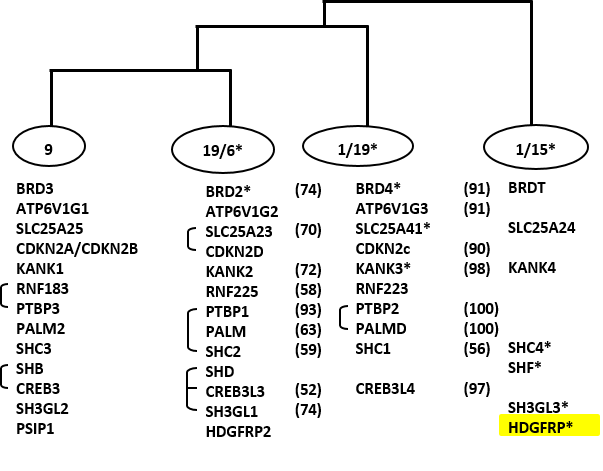 9 19/6* 1/19* 1/15*
BRD3 BRD2* (74) BRD4* (91) BRDT
ATP6V1G1 ATP6V1G2 ATP6V1G3 (91)
SLC25A25 SLC25A23 (70) SLC25A41* SLC25A24
CDKN2A/CDKN2B CDKN2D CDKN2c (90)
KANK1 KANK2 (72) KANK3* (98) KANK4
RNF183 RNF225 (58) RNF223
PTBP3 PTBP1 (93) PTBP2 (100)
PALM2 PALM (63) PALMD (100)
SHC3 SHC2 (59) SHC1 (56) SHC4*
SHB SHD SHF*
CREB3 CREB3L3 (52) CREB3L4 (97)
SH3GL2 SH3GL1 (74) SH3GL3*
PSIP1 HDGFRP2 HDGFRP*